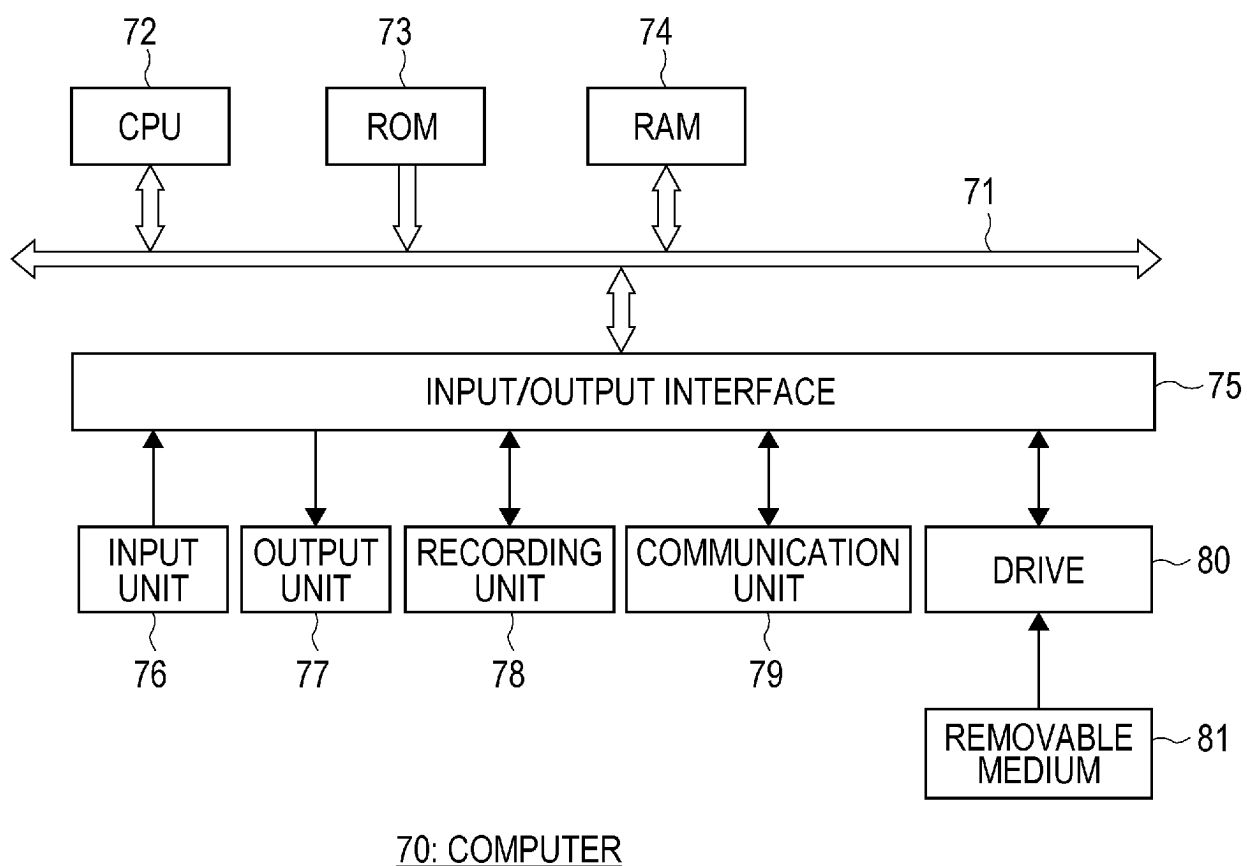 72
73
74
CPU
ROM
RAM
71
INPUT/OUTPUT INTERFACE
75
INPUT
UNIT
OUTPUT
UNIT
RECORDING
UNIT
COMMUNICATION
UNIT
DRIVE
80
76
77
78
79
REMOVABLE
MEDIUM
81
70: COMPUTER